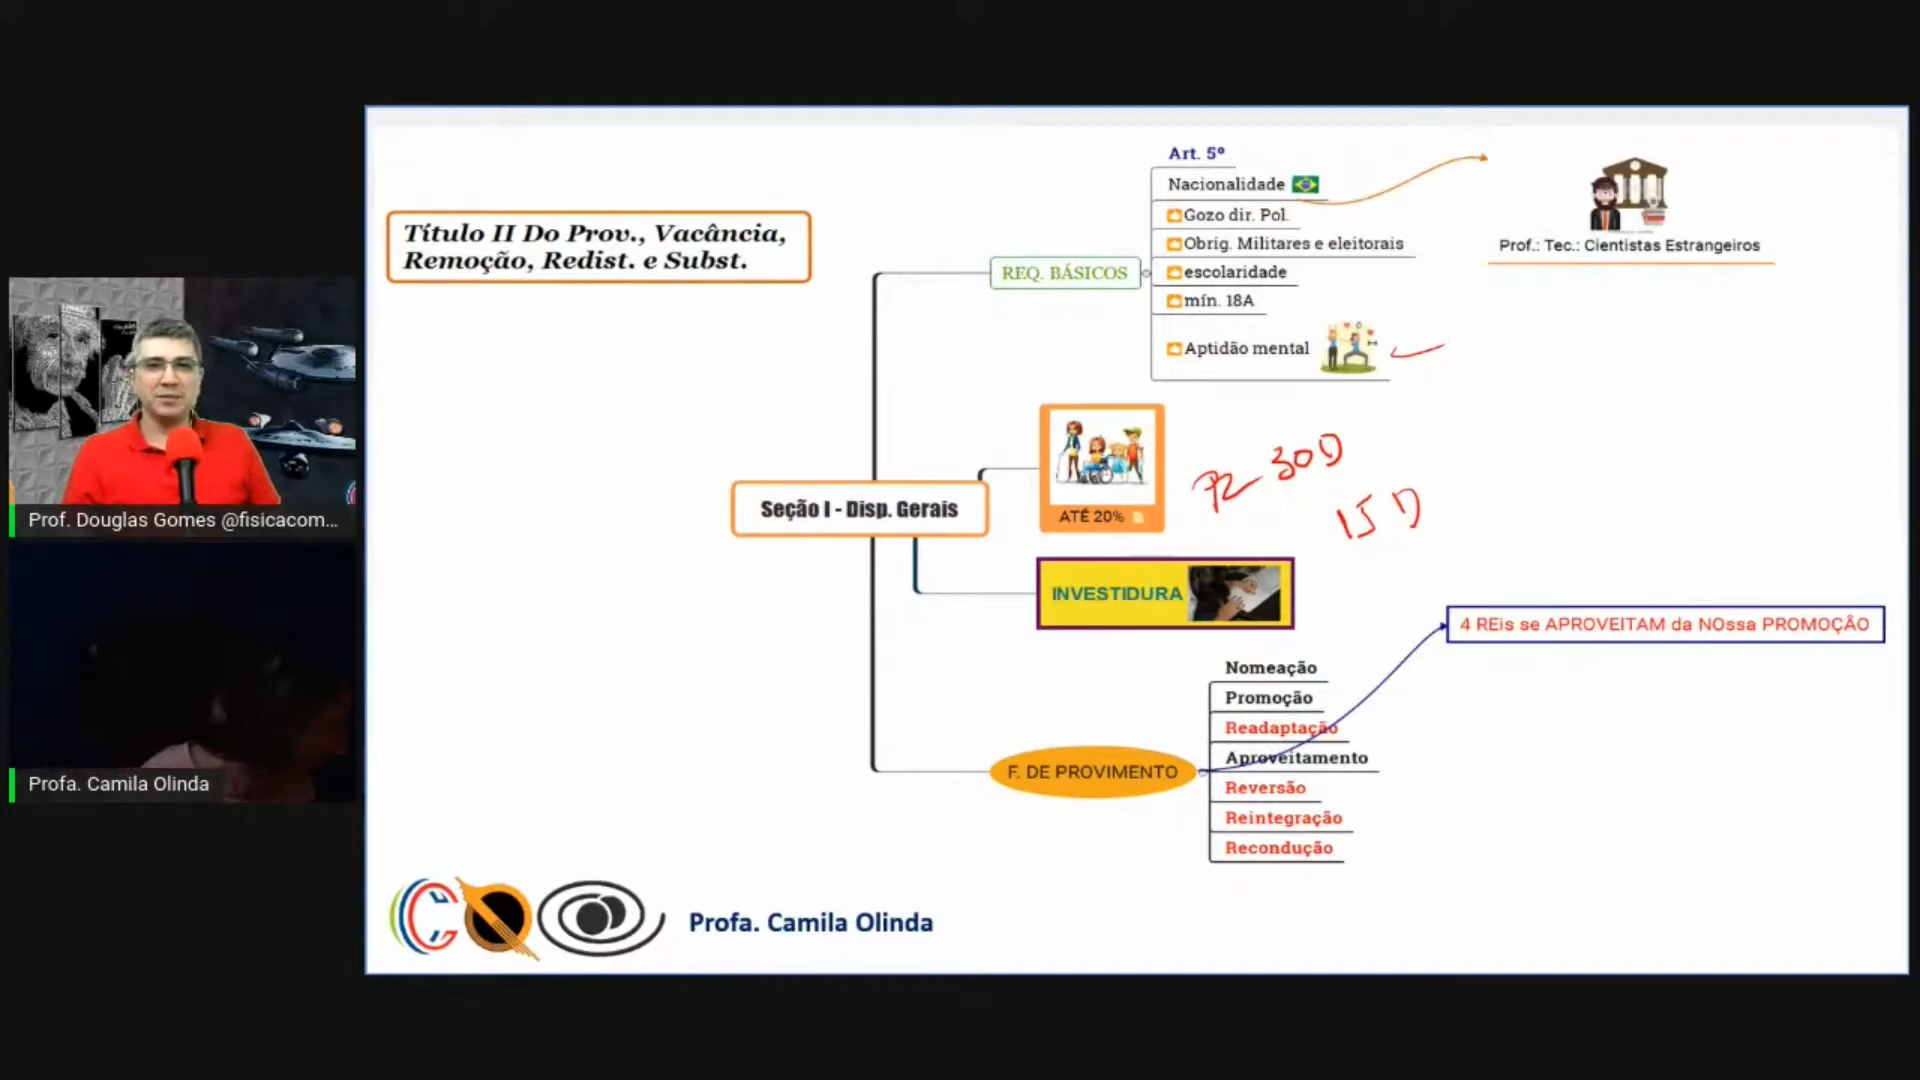 Título II Do Prov., Vacância,
Remoção, Redist. e Subst.
Art. 5º
Nacionalidade
Gozo dir. Pol.
Obrig. Militares e eleitorais
escolaridade
mín. 18A
Aptidão mental
REQ. BÁSICOS
Prof.: Tec.: Cientistas Estrangeiros
Seção I - Disp. Gerais
ATÉ 20%
30D
15 D
INVESTIDURA
4 REis se APROVEITAM da NOssa PROMOÇÃO
F. DE PROVIMENTO
Nomeação
Promoção
Readaptação
Aproveitamento
Reversão
Reintegração
Recondução
Prof. Douglas Gomes @fisicacom...
Profa. Camila Olinda
Profa. Camila Olinda